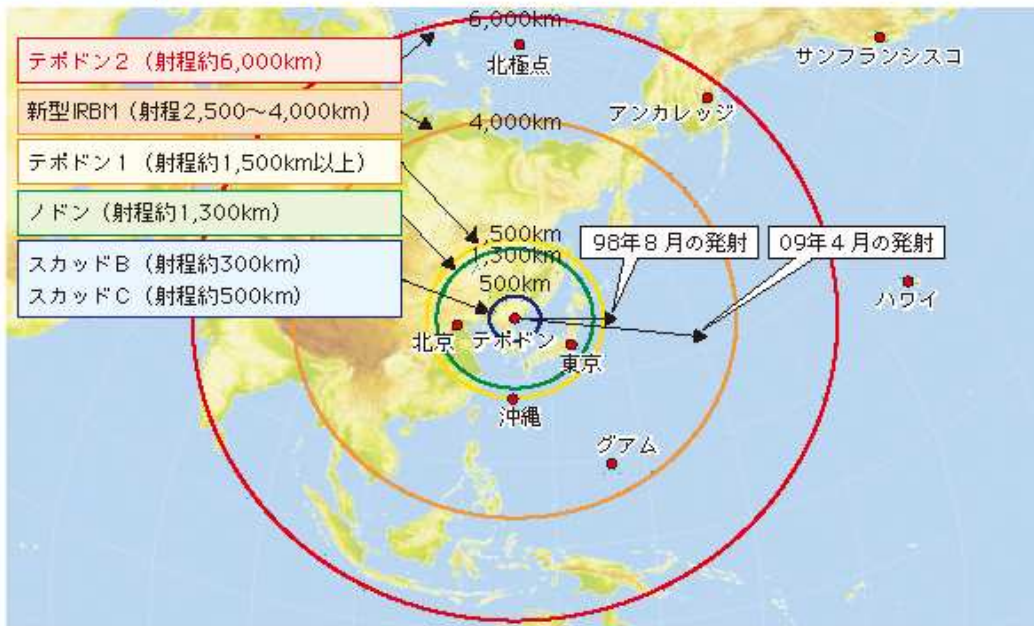 6,000km
テポドン２（射程約6,000km）
北極点
サンフランシスコ
新型IRBM（射程2,500～4,000km）
アンカレッジ
4,000km
テポドン１（射程約1,500km以上）
ノドン（射程約1,300km）
1,500km
1,300km
98年８月の発射
09年４月の発射
スカッドＢ（射程約300km）
スカッドＣ（射程約500km）
500km
ハワイ
北京
テポドン
東京
沖縄
グアム